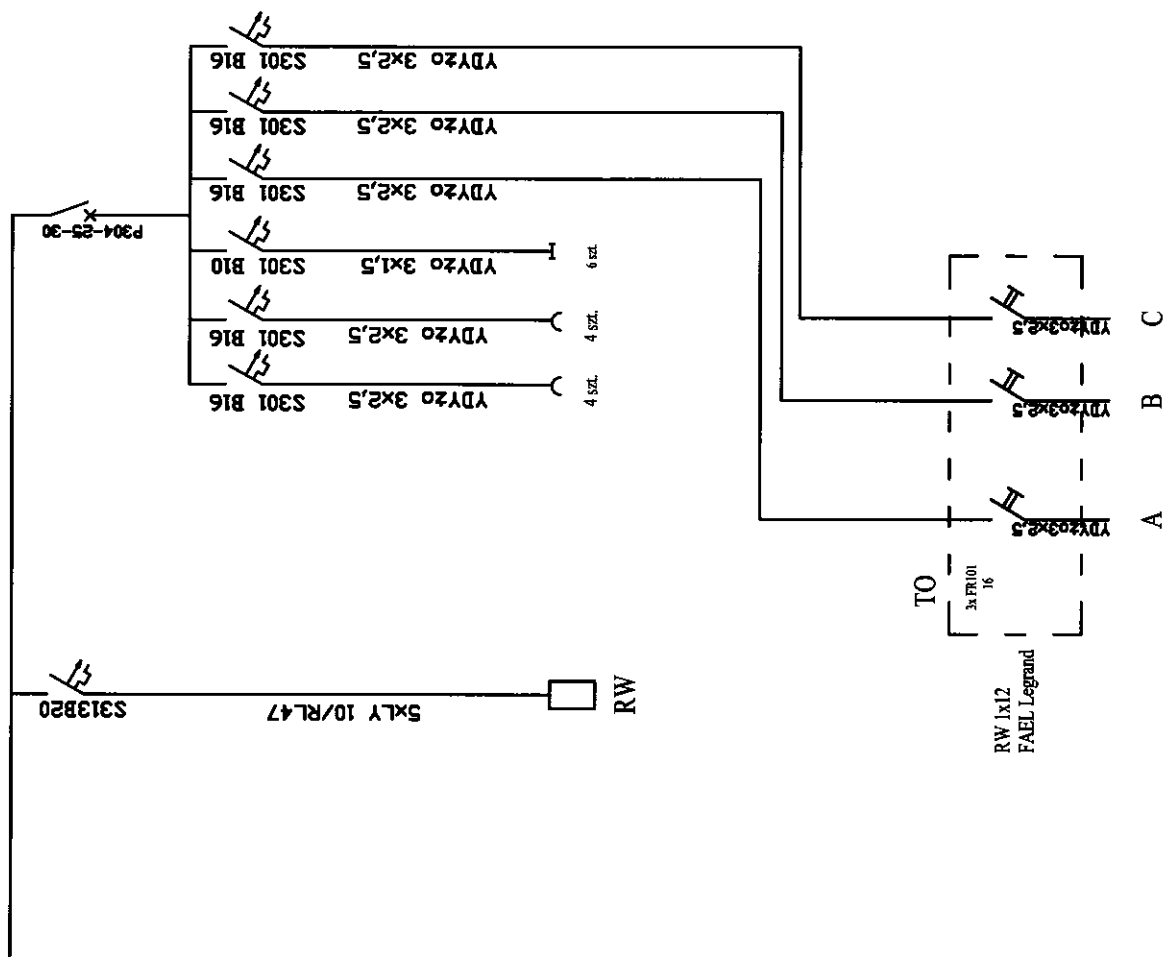 S301 B16 YDYżo 3x2,5
S301 B16 YDYżo 3x2,5
S301 B16 YDYżo 3x2,5
P304-25-30
S301 B10 YDYżo 3x1,5
6 szt.
S301 B16 YDYżo 3x2,5
4 szt.
S301 B16 YDYżo 3x2,5
4 szt.
YDYżo3x2,5
C
YDYżo3x2,5
B
YDYżo3x2,5
A
TO
3x FR101
16
S313B20
5xLY 10/RL47
RW
RW 1x12
FAEL Legrand